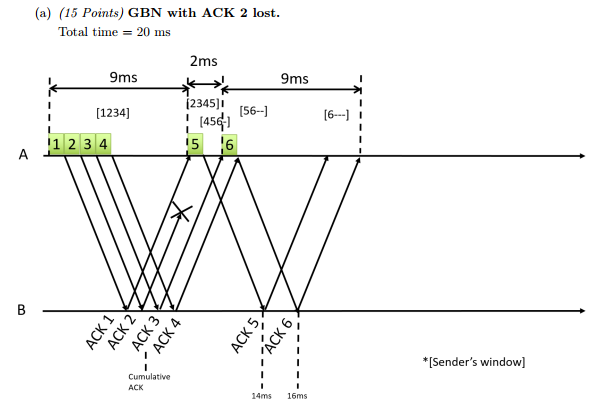 (a) (15 Points) GBN with ACK 2 lost.
Total time = 20 ms
2ms
9ms
9ms
[1234]
[2345]
[456-]
[56--]
[6---]
1 2 3 4
5
6
A
B
ACK 1
ACK 2
ACK 3
ACK 4
ACK 5
ACK 6
*[Sender's window]
Cumulative
ACK
14ms
16ms